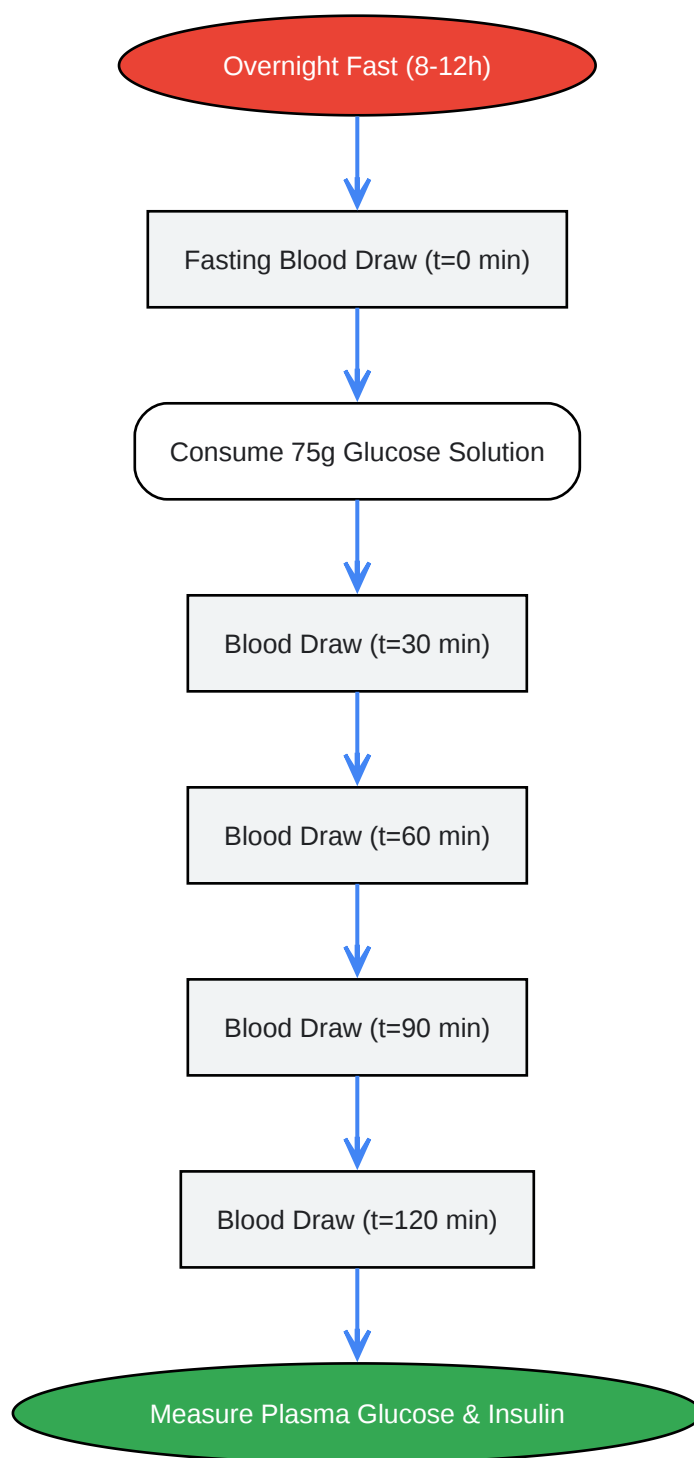 Overnight Fast (8-12h)
Fasting Blood Draw (t=0 min)
Consume 75g Glucose Solution
Blood Draw (t=30 min)
Blood Draw (t=60 min)
Blood Draw (t=90 min)
Blood Draw (t=120 min)
Measure Plasma Glucose & Insulin